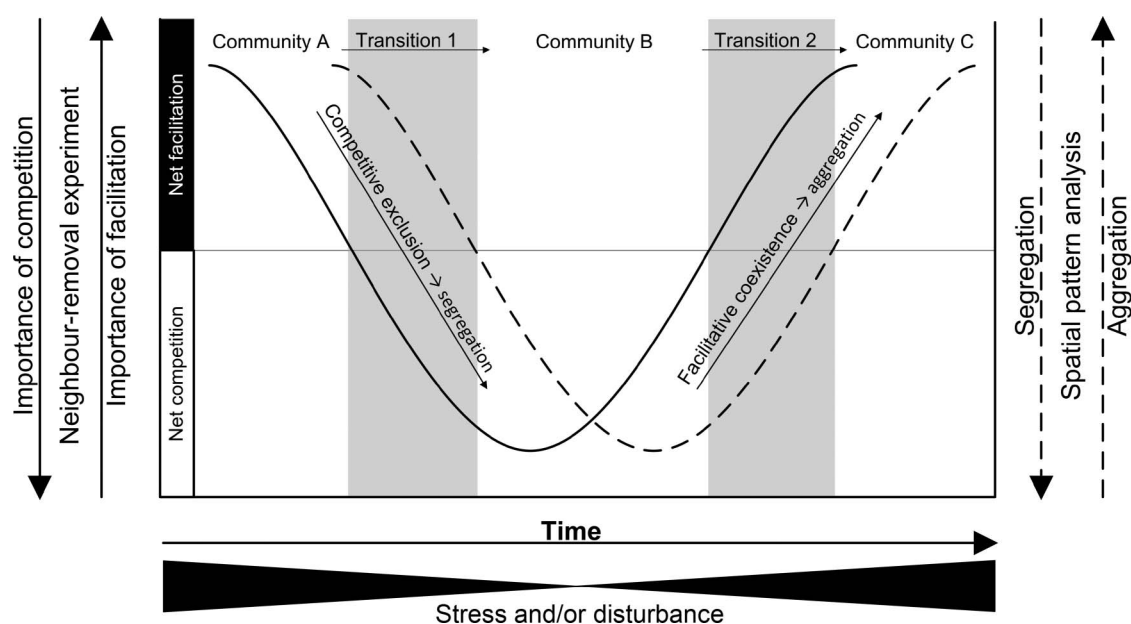 Importance of competition
Neighbour-removal experiment
Importance of facilitation
Net facilitation
Net competition
Community A
Transition 1
Community B
Transition 2
Community C
Competitive exclusion → segregation
Facilitative coexistence → aggregation
Segregation
Spatial pattern analysis
Aggregation
Time
Stress and/or disturbance